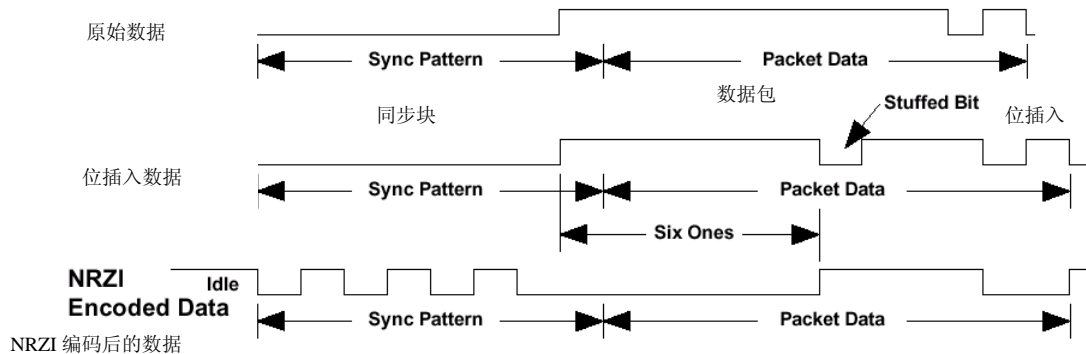 原始数据
Sync Pattern
Packet Data
数据包
Stuffed Bit
位插入
同步块
位插入数据
Sync Pattern
Packet Data
Six Ones
NRZI
Encoded Data
Idle
Sync Pattern
Packet Data
NRZI 编码后的数据